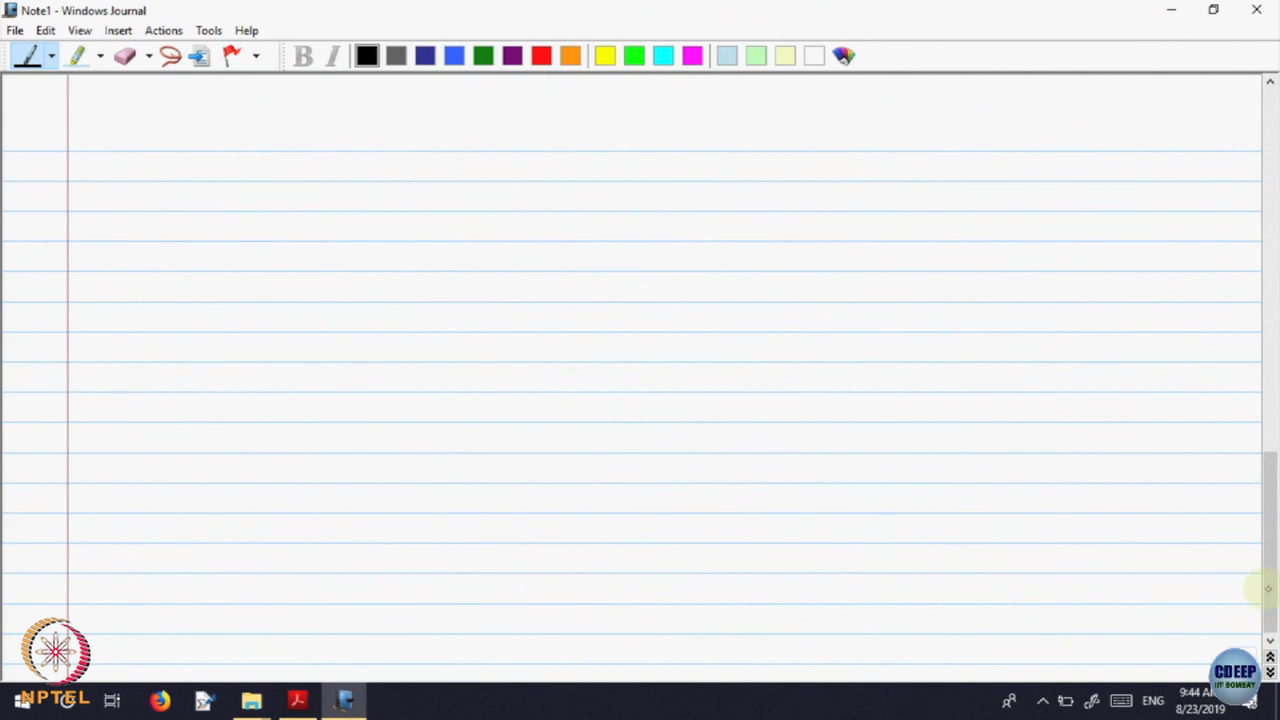 Note1 - Windows Journal
File Edit View Insert Actions Tools Help
B I
NPTEL
CDEEP
IIT BOMBAY
ENG
9:44 AM
8/23/2019